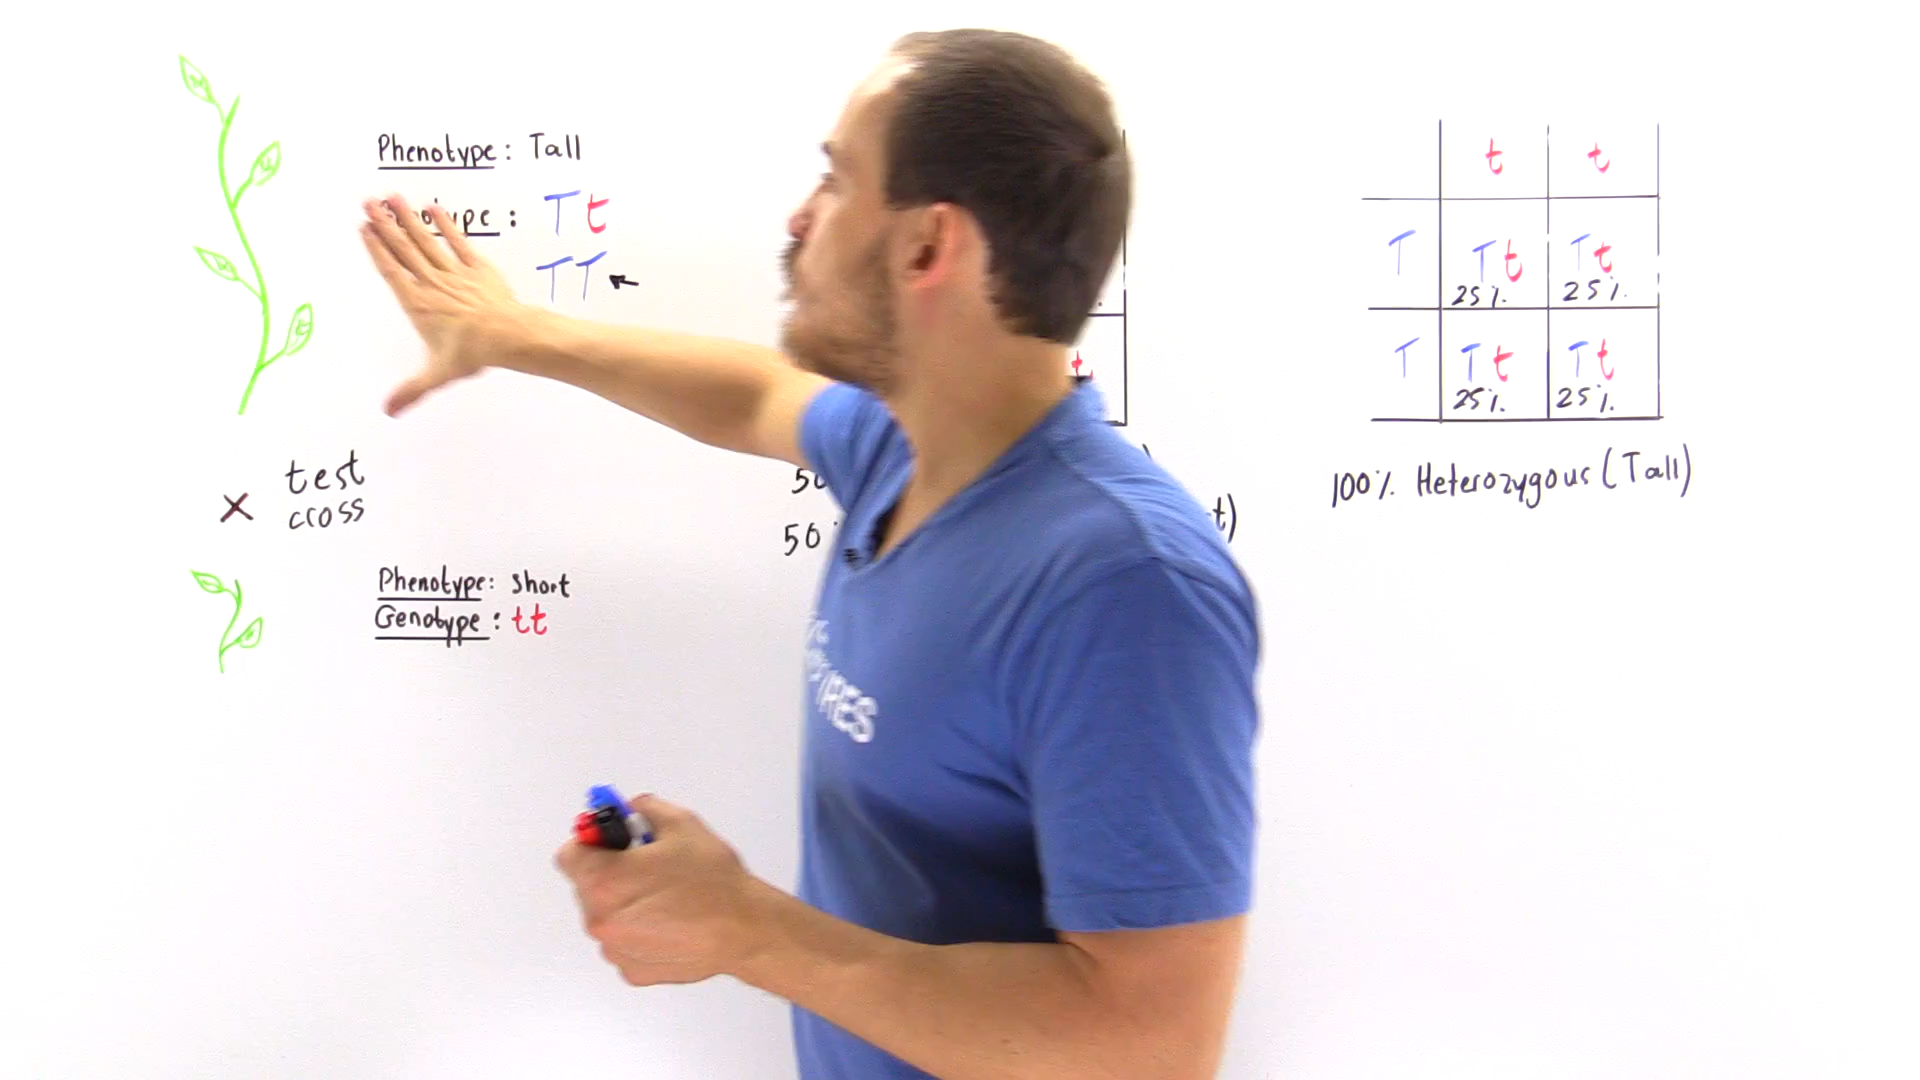 Phenotype: Tall
: Tt
TT
test
cross
Phenotype: short
Genotype: tt
t
50
t)
t t
T Tt Tt
25%. 25%.
T Tt Tt
25%. 25%.
100% Heterozygous (Tall)